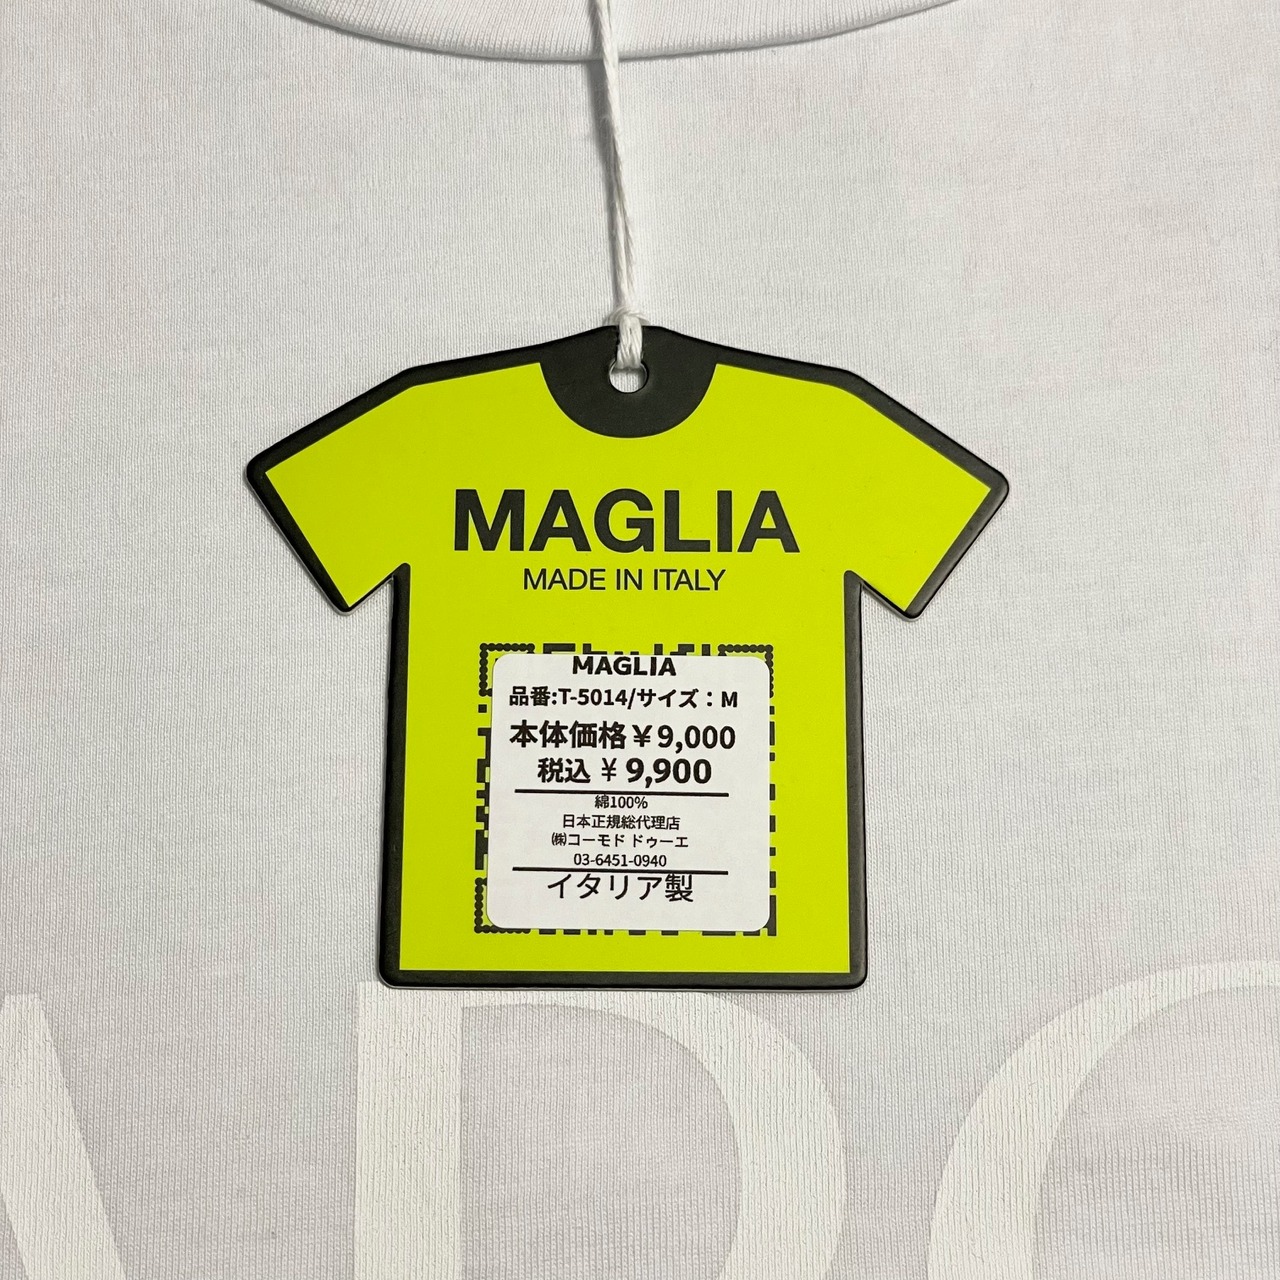 MAGLIA
MADE IN ITALY
MAGLIA
品番:T-5014/サイズ：M
本体価格￥9,000
税込￥9,900
綿100%
日本正規総代理店
㈱コーモド ドゥーエ
03-6451-0940
イタリア製